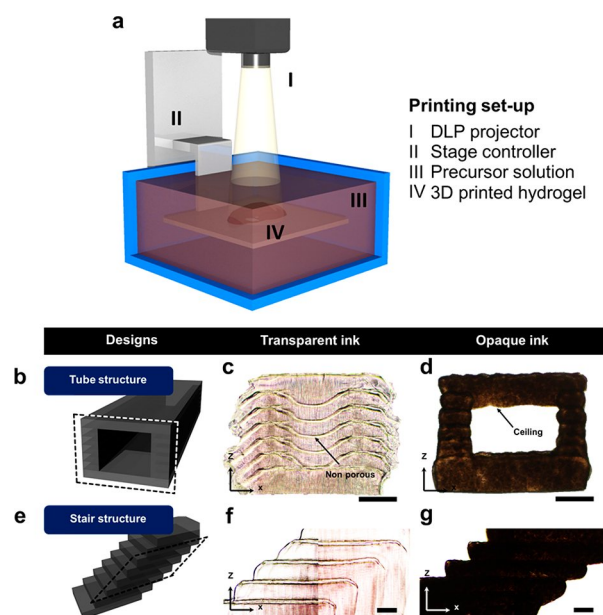 a
I
II
III
IV
Printing set-up
I DLP projector
II Stage controller
III Precursor solution
IV 3D printed hydrogel
Designs Transparent ink Opaque ink
b Tube structure c d
Non porous
Ceiling
z x z x
e Stair structure f g
z x z x